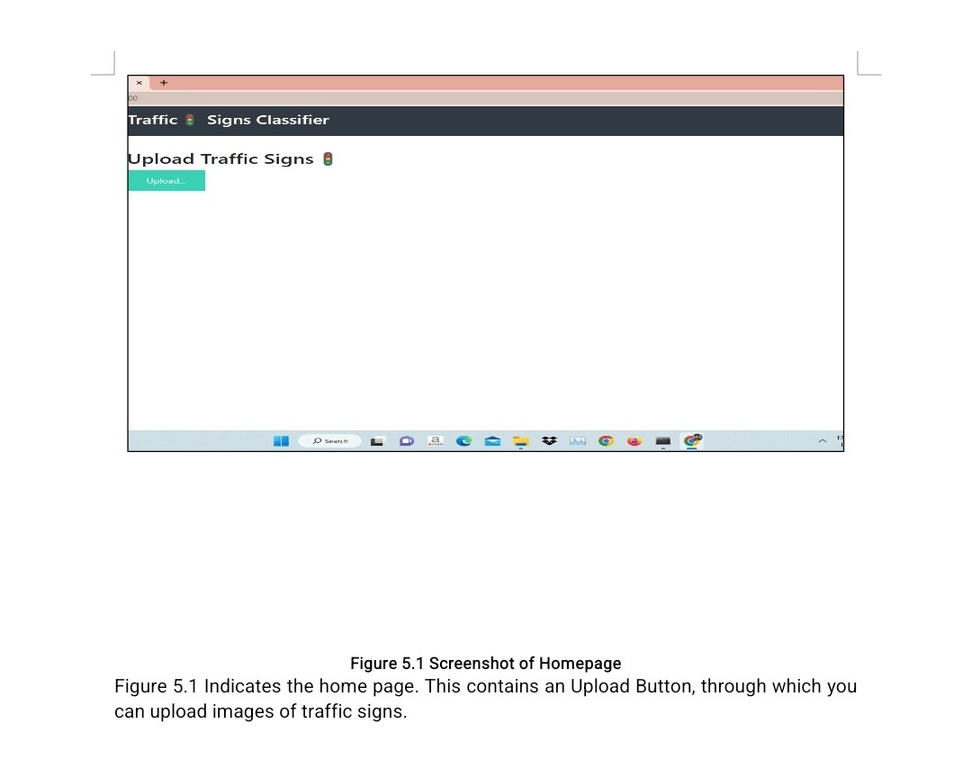 × +
00
Traffic 🚦 Signs Classifier
Upload Traffic Signs 🚦
Upload...
Search
a
Figure 5.1 Screenshot of Homepage
Figure 5.1 Indicates the home page. This contains an Upload Button, through which you
can upload images of traffic signs.